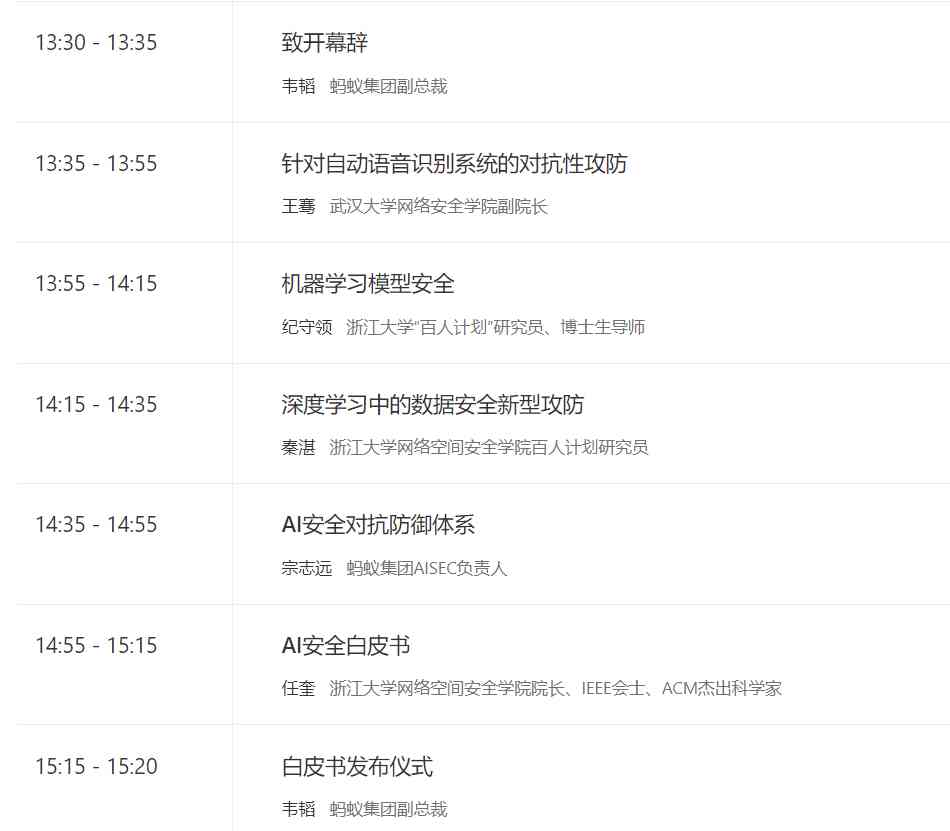 13:30 - 13:35 致开幕辞
韦韬 蚂蚁集团副总裁
13:35 - 13:55 针对自动语音识别系统的对抗性攻防
王骞 武汉大学网络安全学院副院长
13:55 - 14:15 机器学习模型安全
纪守领 浙江大学"百人计划"研究员、博士生导师
14:15 - 14:35 深度学习中的数据安全新型攻防
秦湛 浙江大学网络空间安全学院百人计划研究员
14:35 - 14:55 AI安全对抗防御体系
宗志远 蚂蚁集团AISEC负责人
14:55 - 15:15 AI安全白皮书
任奎 浙江大学网络空间安全学院院长、IEEE会士、ACM杰出科学家
15:15 - 15:20 白皮书发布仪式
韦韬 蚂蚁集团副总裁